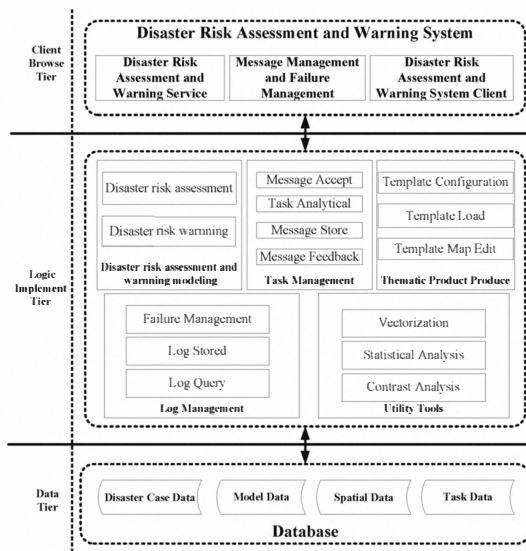 Disaster Risk Assessment and Warning System
Client
Browse
Tier
Disaster Risk
Assessment and
Warning Service
Message Management
and Failure
Management
Disaster Risk
Assessment and
Warning System Client
Logic
Implement
Tier
Disaster risk assessment
Disaster risk warnning
Disaster risk assessment and
warnning modeling
Message Accept
Task Analytical
Message Store
Message Feedback
Task Management
Template Configuration
Template Load
Template Map Edit
Thematic Product Produce
Failure Management
Log Stored
Log Query
Log Management
Vectorization
Statistical Analysis
Contrast Analysis
Utility Tools
Data
Tier
Disaster Case Data
Model Data
Spatial Data
Task Data
Database